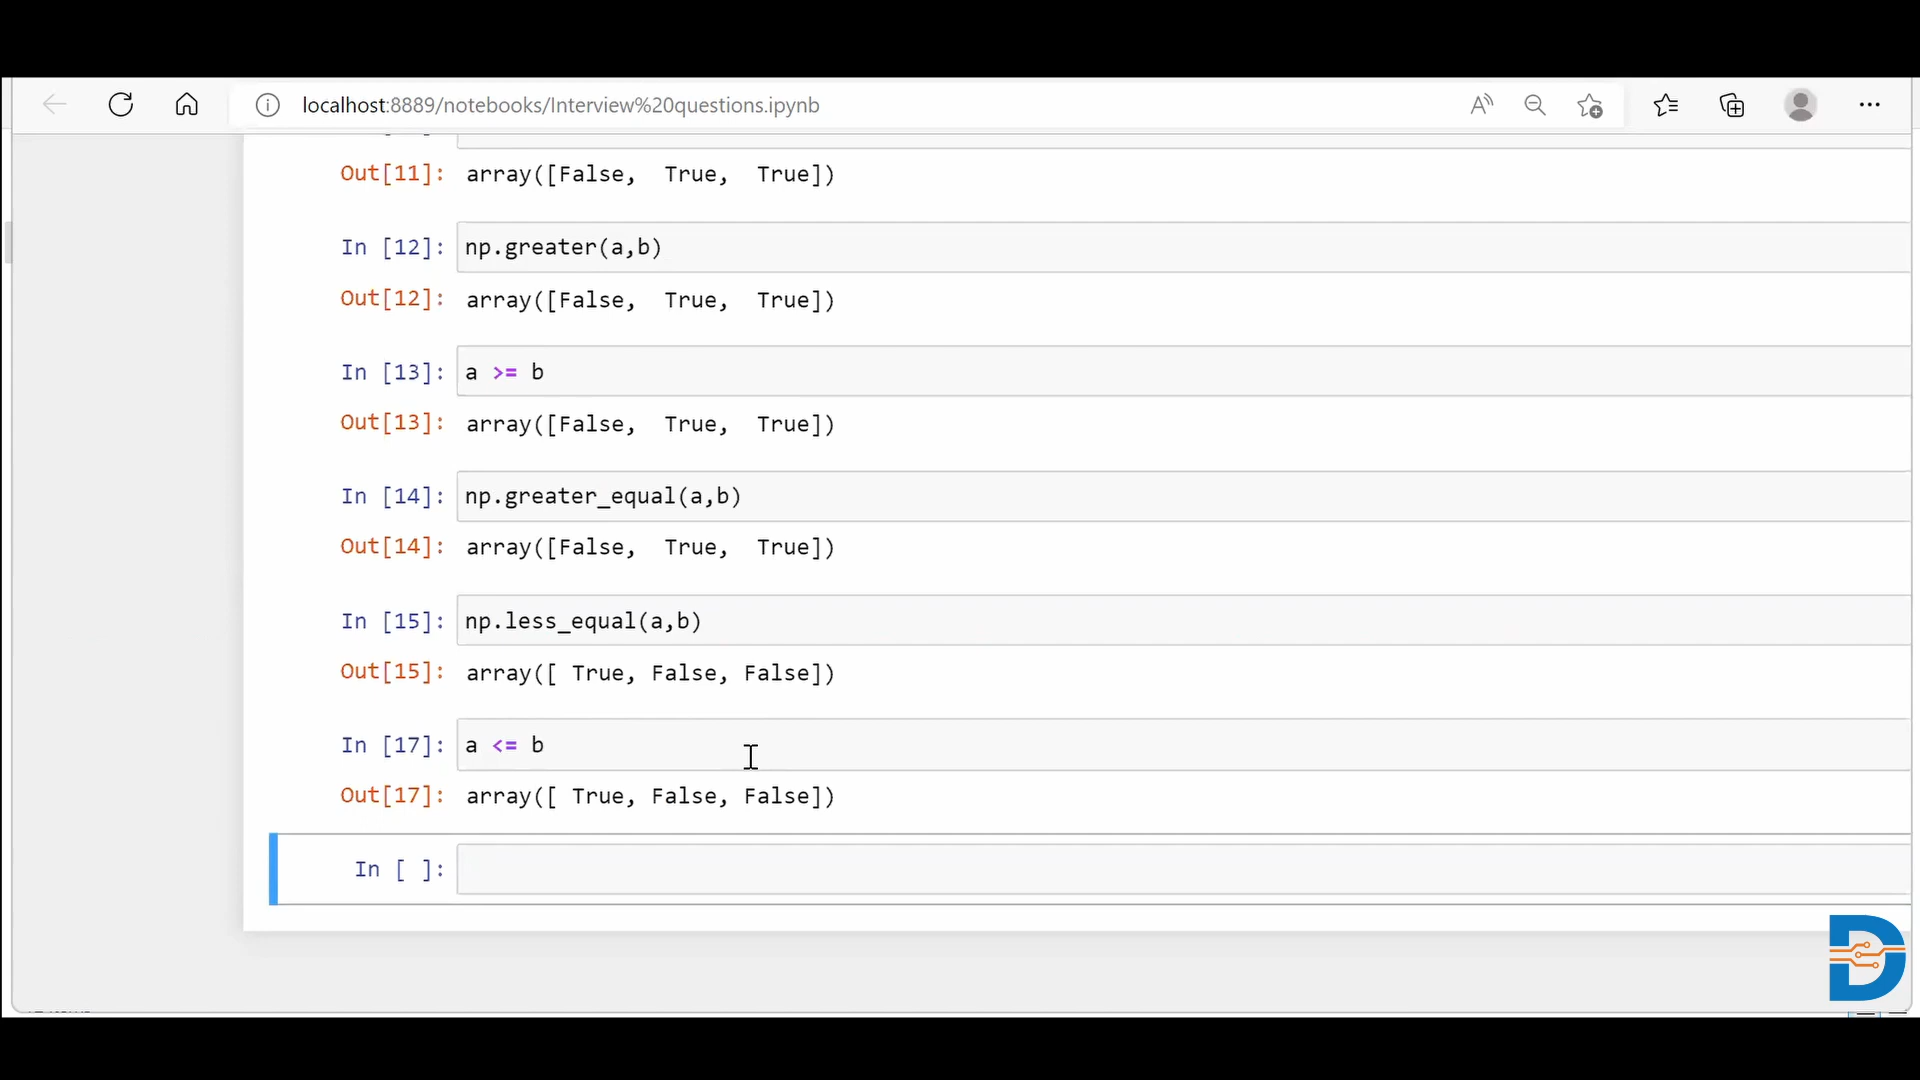 localhost:8889/notebooks/Interview%20questions.ipynb
Out[11]: array([False,  True,  True])
In [12]: np.greater(a,b)
Out[12]: array([False,  True,  True])
In [13]: a >= b
Out[13]: array([False,  True,  True])
In [14]: np.greater_equal(a,b)
Out[14]: array([False,  True,  True])
In [15]: np.less_equal(a,b)
Out[15]: array([ True, False, False])
In [17]: a <= b
Out[17]: array([ True, False, False])
In [ ]: